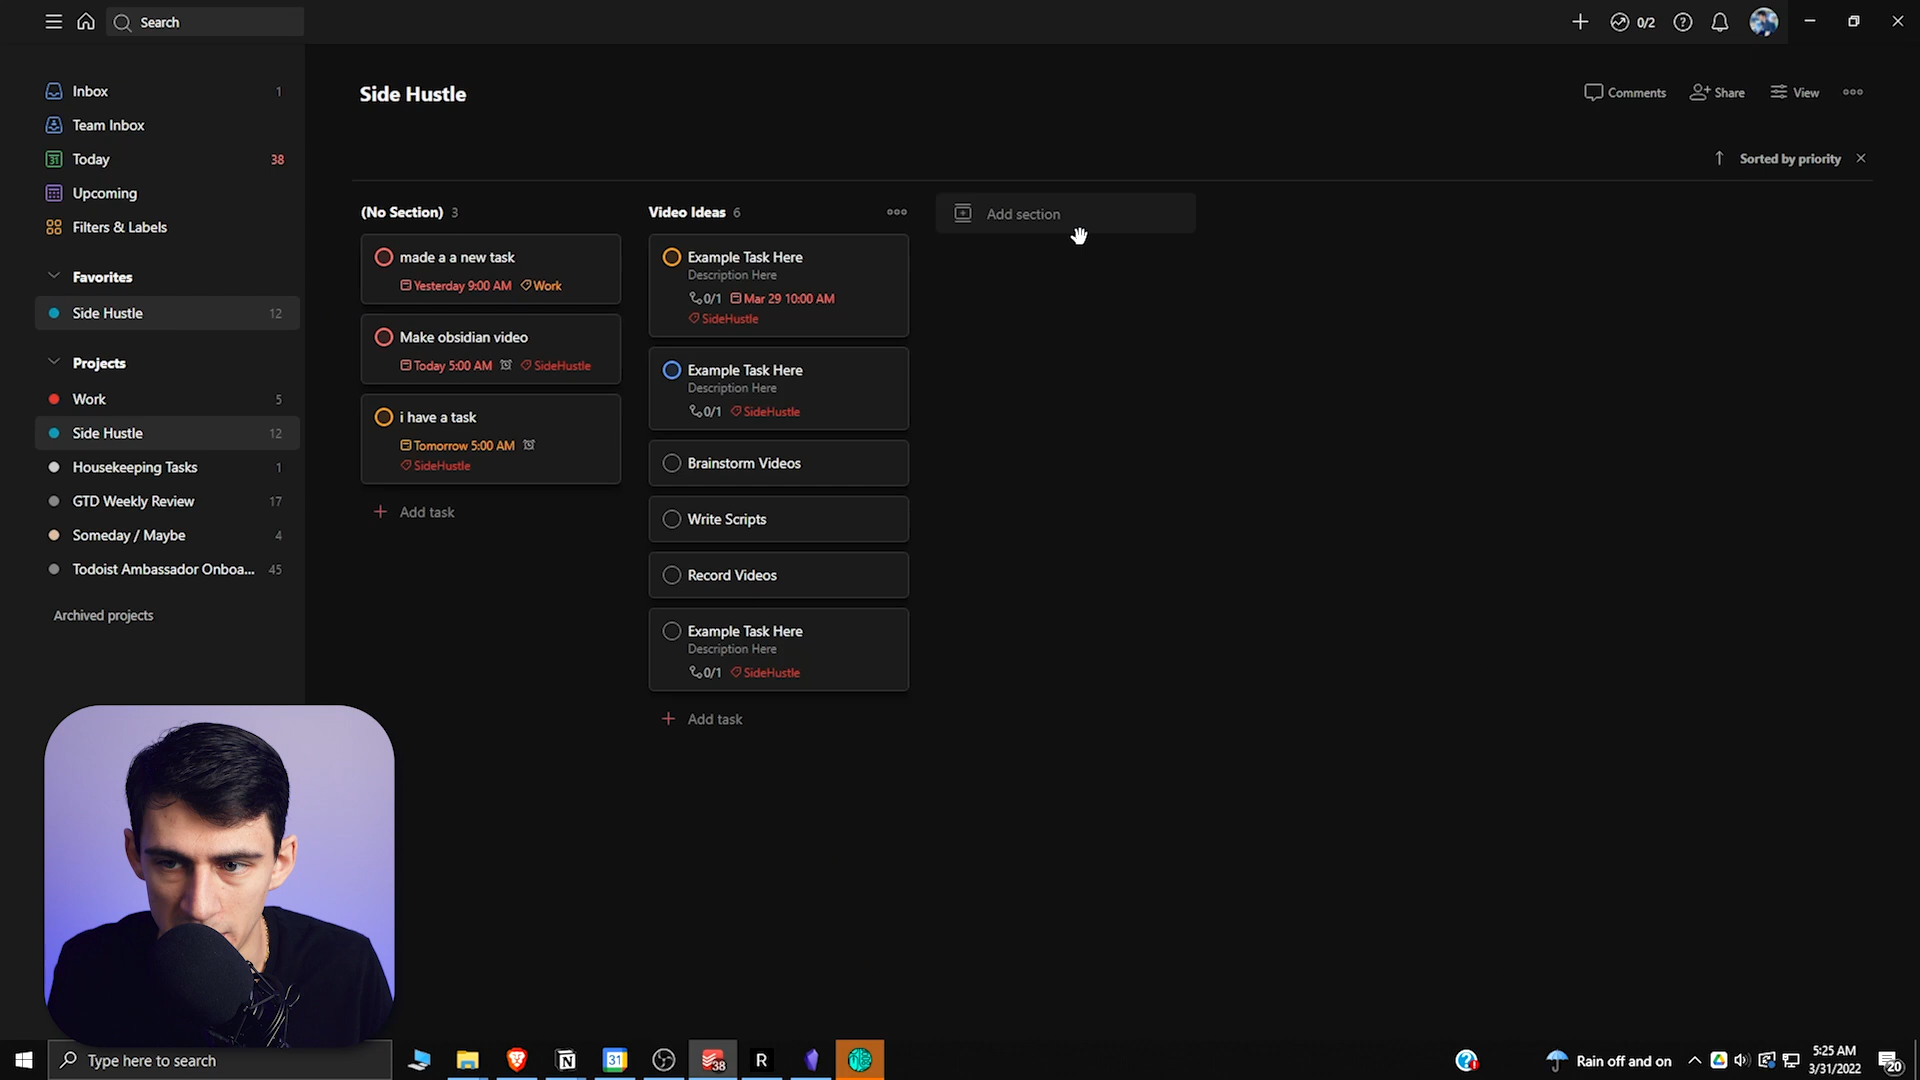 Search
0/2
Inbox 1
Team Inbox
31 Today 38
Upcoming
Filters & Labels
Favorites
Side Hustle 12
Projects
Work 5
Side Hustle 12
Housekeeping Tasks 1
GTD Weekly Review 17
Someday / Maybe 4
Todoist Ambassador Onboa... 45
Archived projects
Side Hustle
Comments
Share
View
Sorted by priority
(No Section) 3
made a a new task
Yesterday 9:00 AM Work
Make obsidian video
Today 5:00 AM SideHustle
i have a task
Tomorrow 5:00 AM
SideHustle
Add task
Video Ideas 6
Example Task Here
Description Here
0/1 Mar 29 10:00 AM
SideHustle
Example Task Here
Description Here
0/1 SideHustle
Brainstorm Videos
Write Scripts
Record Videos
Example Task Here
Description Here
0/1 SideHustle
Add task
Add section
Type here to search
N
31
38
R
Rain off and on
5:25 AM
3/31/2022
20